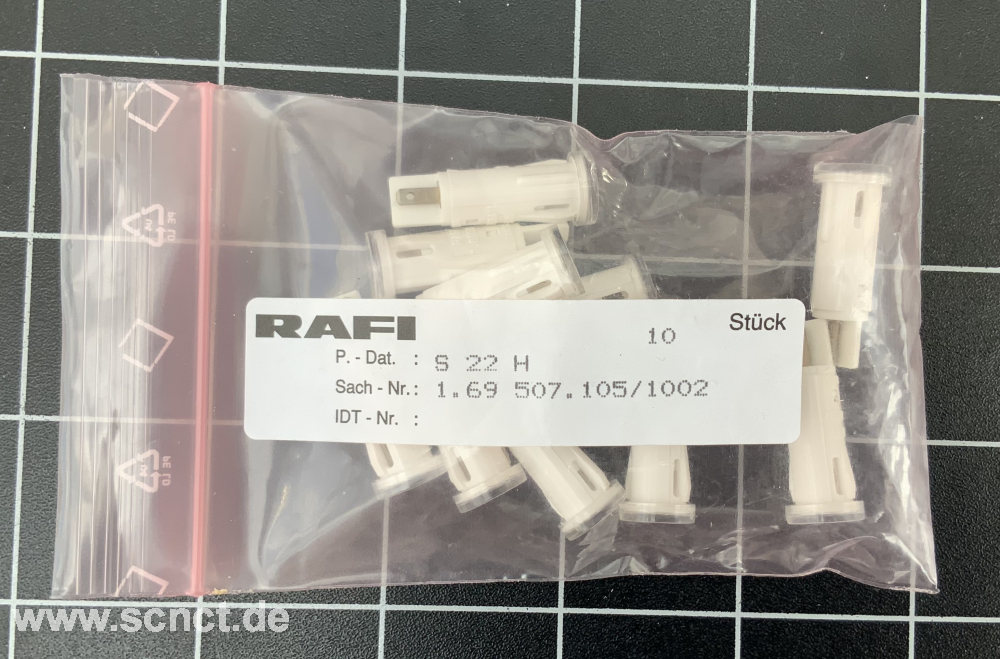 RAFI
10 Stück
P. - Dat. : S 22 H
Sach - Nr. : 1.69 507.105/1002
IDT - Nr. :
www.scnct.de